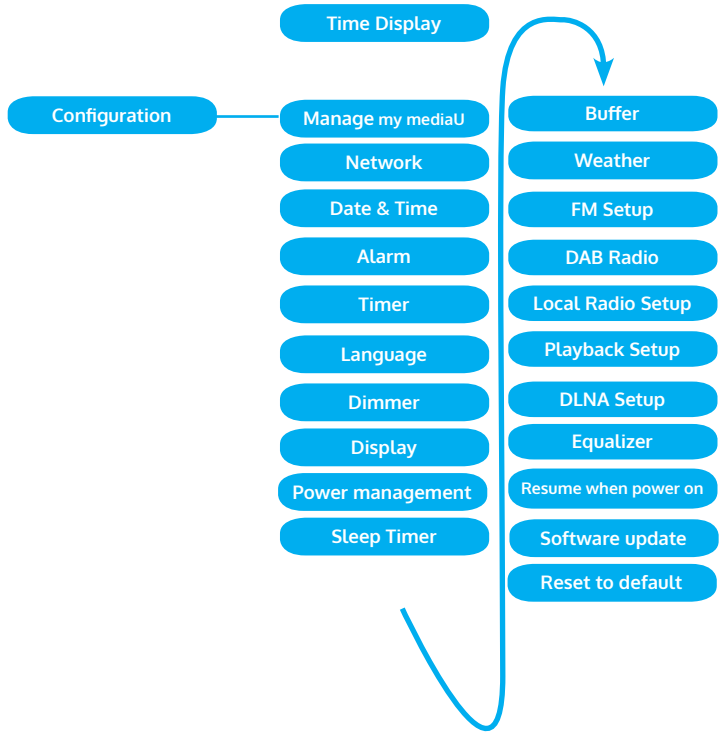 Time Display
Configuration
Manage my mediaU
Network
Date & Time
Alarm
Timer
Language
Dimmer
Display
Power management
Sleep Timer
Buffer
Weather
FM Setup
DAB Radio
Local Radio Setup
Playback Setup
DLNA Setup
Equalizer
Resume when power on
Software update
Reset to default